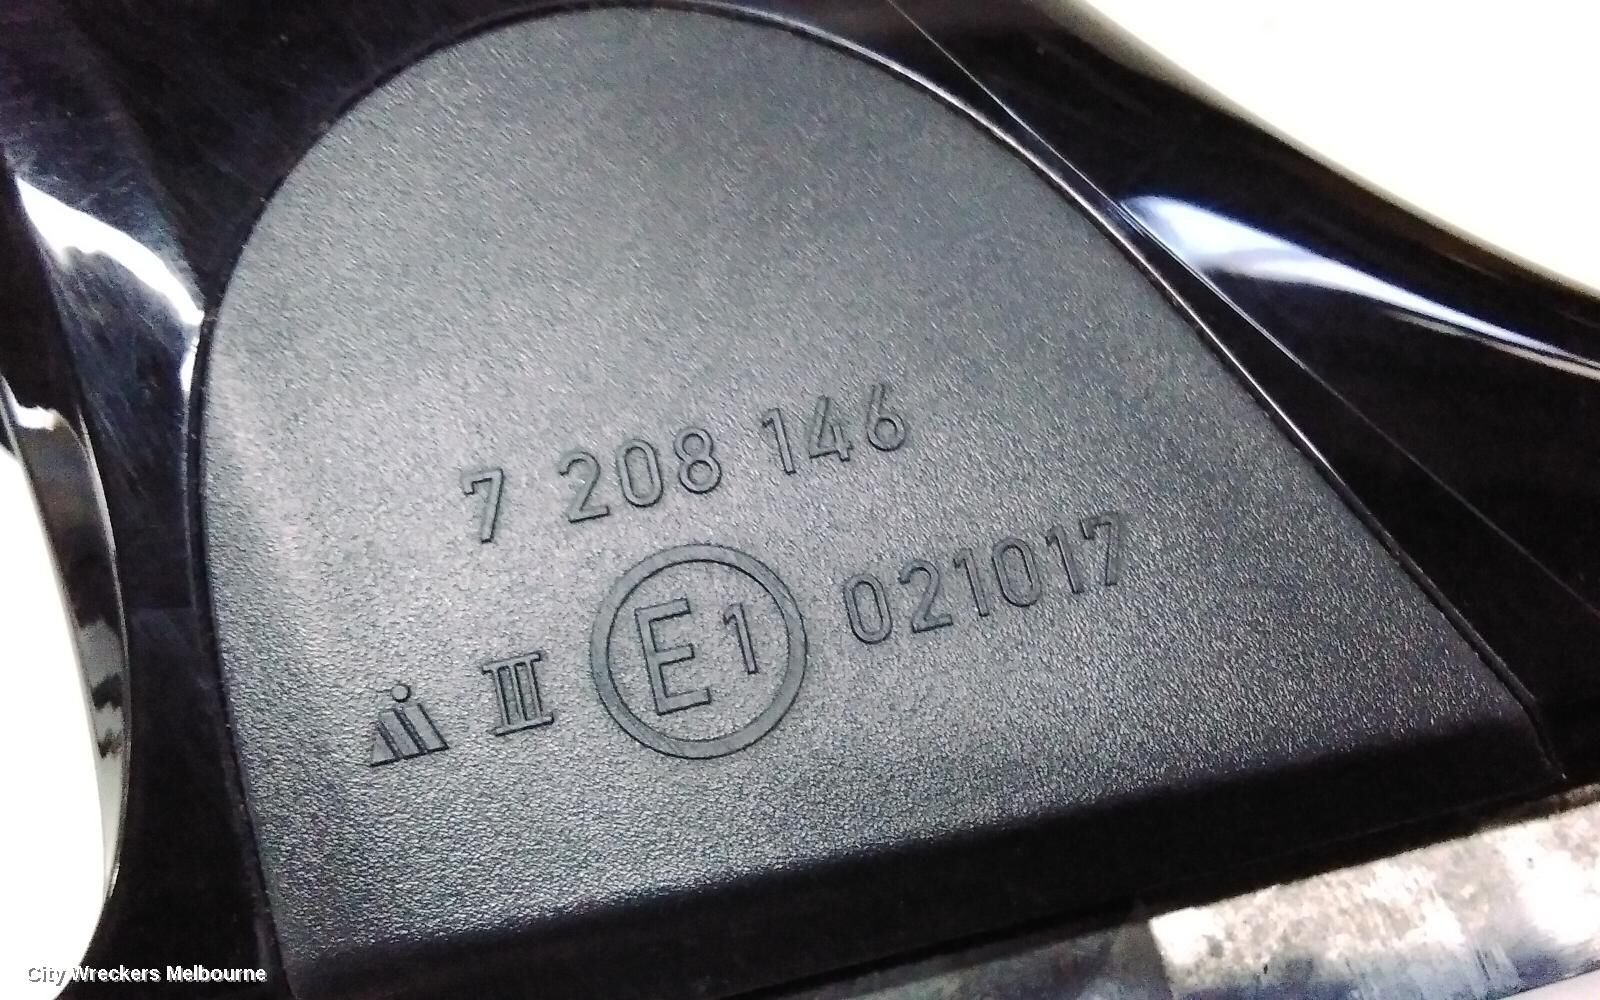 7 208 146
III E1 021017
City Wreckers Melbourne